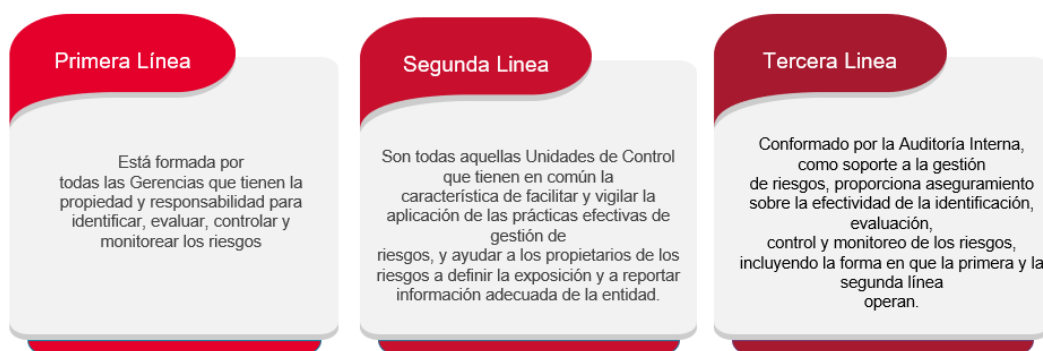 Primera Línea
Está formada por
todas las Gerencias que tienen la
propiedad y responsabilidad para
identificar, evaluar, controlar y
monitorear los riesgos
Segunda Linea
Son todas aquellas Unidades de Control
que tienen en común la
característica de facilitar y vigilar la
aplicación de las prácticas efectivas de
gestión de
riesgos, y ayudar a los propietarios de los
riesgos a definir la exposición y a reportar
información adecuada de la entidad.
Tercera Linea
Conformado por la Auditoría Interna,
como soporte a la gestión
de riesgos, proporciona aseguramiento
sobre la efectividad de la identificación,
evaluación,
control y monitoreo de los riesgos,
incluyendo la forma en que la primera y la
segunda línea
operan.